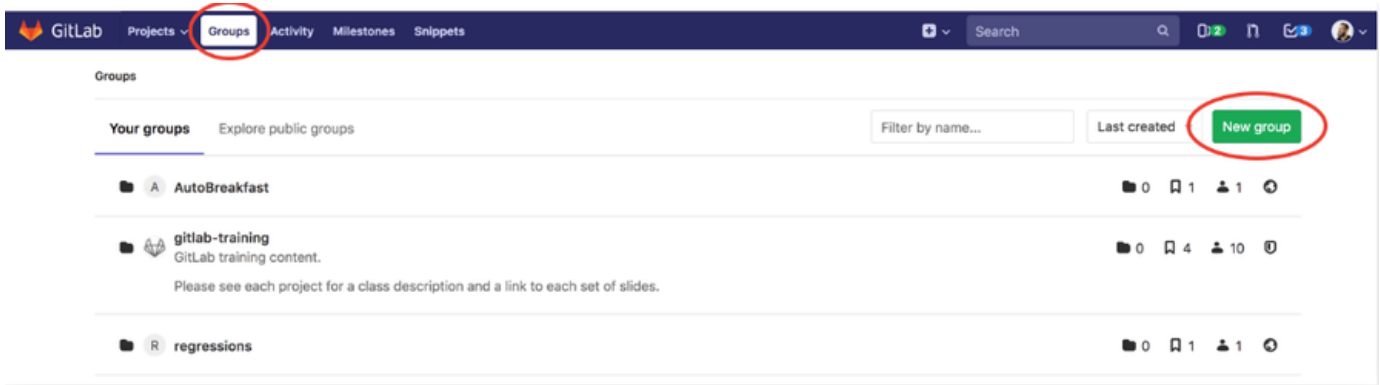 GitLab Projects Groups Activity Milestones Snippets Search 2 3
Groups
Your groups Explore public groups Filter by name... Last created New group
A AutoBreakfast 0 1 1
gitlab-training 0 4 10
GitLab training content.
Please see each project for a class description and a link to each set of slides.
R regressions 0 1 1